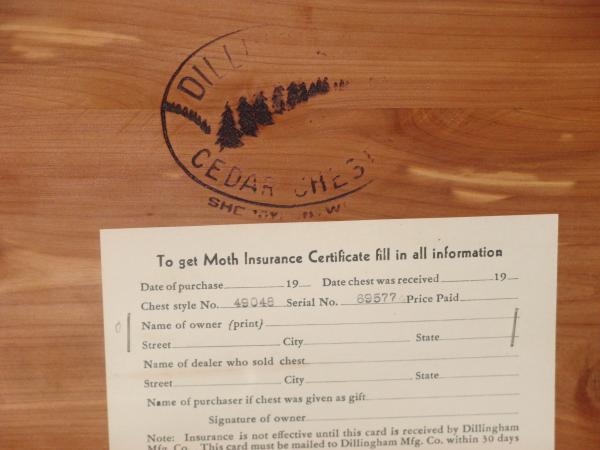 DILL
CEDAR CHEST
To get Moth Insurance Certificate fill in all information
Date of purchase 19 Date chest was received 19
Chest style No. 49048 Serial No. 69577 Price Paid
Name of owner (print)
Street City State
Name of dealer who sold chest
Street City State
Name of purchaser if chest was given as gift
Signature of owner
Note: Insurance is not effective until this card is received by Dillingham
Mfg. Co. This card must be mailed to Dillingham Mfg. Co. within 30 days